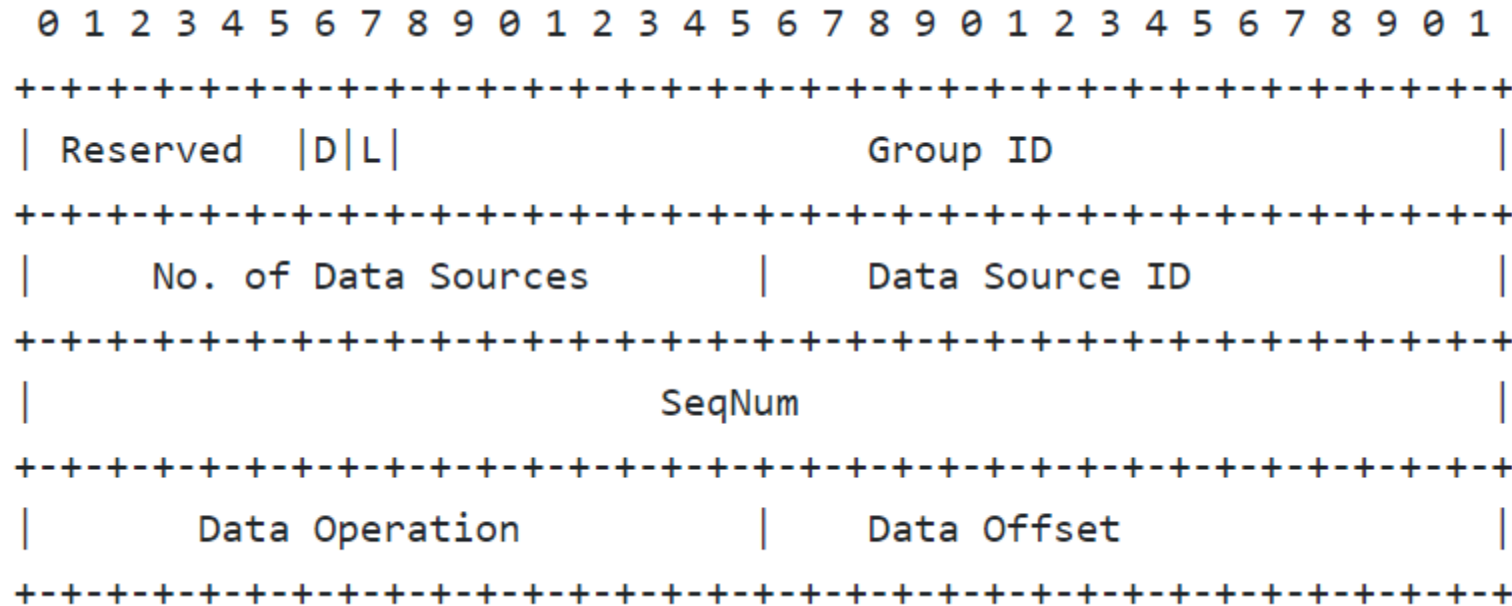 0 1 2 3 4 5 6 7 8 9 0 1 2 3 4 5 6 7 8 9 0 1 2 3 4 5 6 7 8 9 0 1
+-+-+-+-+-+-+-+-+-+-+-+-+-+-+-+-+-+-+-+-+-+-+-+-+-+-+-+-+-+-+-+-+
| Reserved  |D|L|                    Group ID                   |
+-+-+-+-+-+-+-+-+-+-+-+-+-+-+-+-+-+-+-+-+-+-+-+-+-+-+-+-+-+-+-+-+
|     No. of Data Sources       |    Data Source ID             |
+-+-+-+-+-+-+-+-+-+-+-+-+-+-+-+-+-+-+-+-+-+-+-+-+-+-+-+-+-+-+-+-+
|                           SeqNum                              |
+-+-+-+-+-+-+-+-+-+-+-+-+-+-+-+-+-+-+-+-+-+-+-+-+-+-+-+-+-+-+-+-+
|       Data Operation          |    Data Offset                |
+-+-+-+-+-+-+-+-+-+-+-+-+-+-+-+-+-+-+-+-+-+-+-+-+-+-+-+-+-+-+-+-+